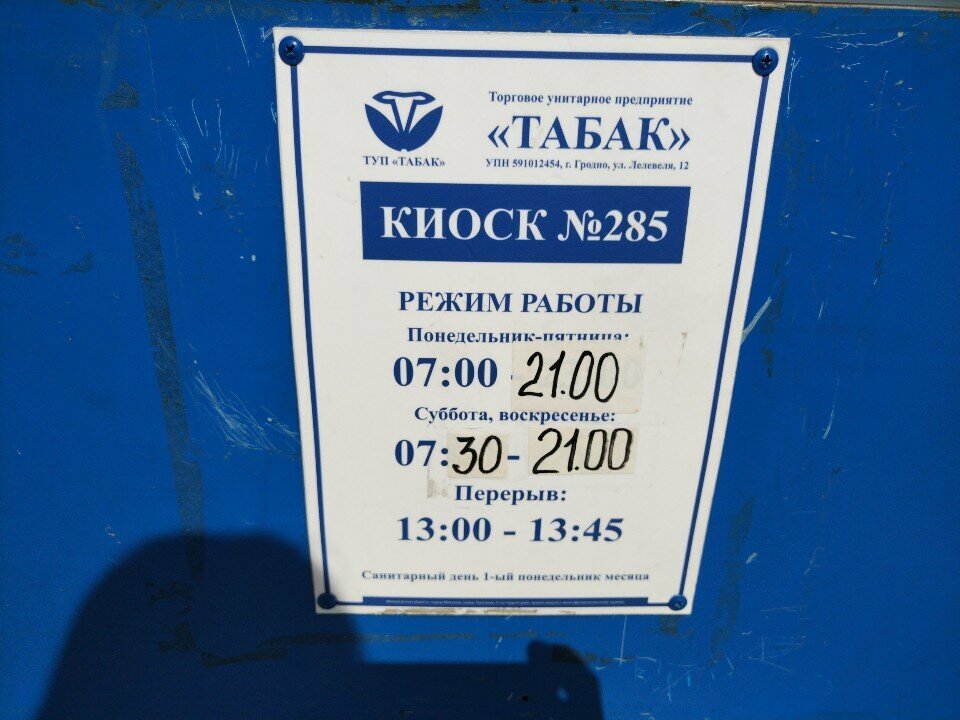 Торговое унитарное предприятие
«ТАБАК»
ТУП «ТАБАК»
УПН 591012454, г. Гродно, ул. Лелевеля, 12
КИОСК №285
РЕЖИМ РАБОТЫ
Понедельник-пятница:
07:00 - 21.00
Суббота, воскресенье:
07:30- 21.00
Перерыв:
13:00 - 13:45
Санитарный день 1-ый понедельник месяца